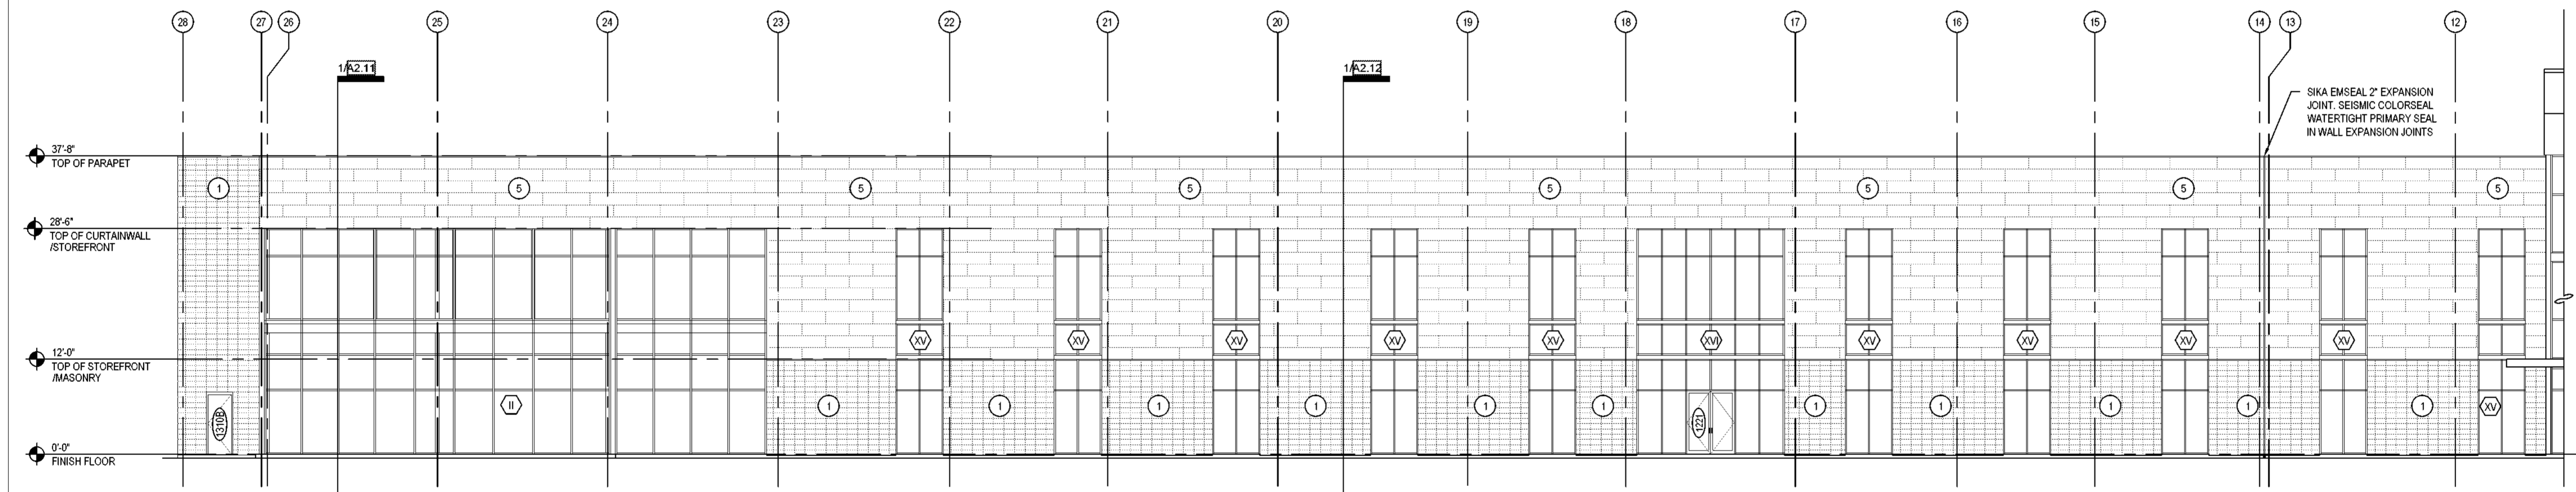 28 27 26 25 24 23 22 21 20 19 18 17 16 15 14 13 12
1/A2.11
1/A2.12
SIKA EMSEAL 2" EXPANSION
JOINT. SEISMIC COLORSEAL
WATERTIGHT PRIMARY SEAL
IN WALL EXPANSION JOINTS
37'-8"
TOP OF PARAPET
1 5 5 5 5 5 5 5
28'-6"
TOP OF CURTAINWALL
/STOREFRONT
XV XV XV XV XV XVI XV XV XV XV
12'-0"
TOP OF STOREFRONT
/MASONRY
1310B
II
1 1 1 1 1 1
1221
1 1 1 1 1
XV
0'-0"
FINISH FLOOR